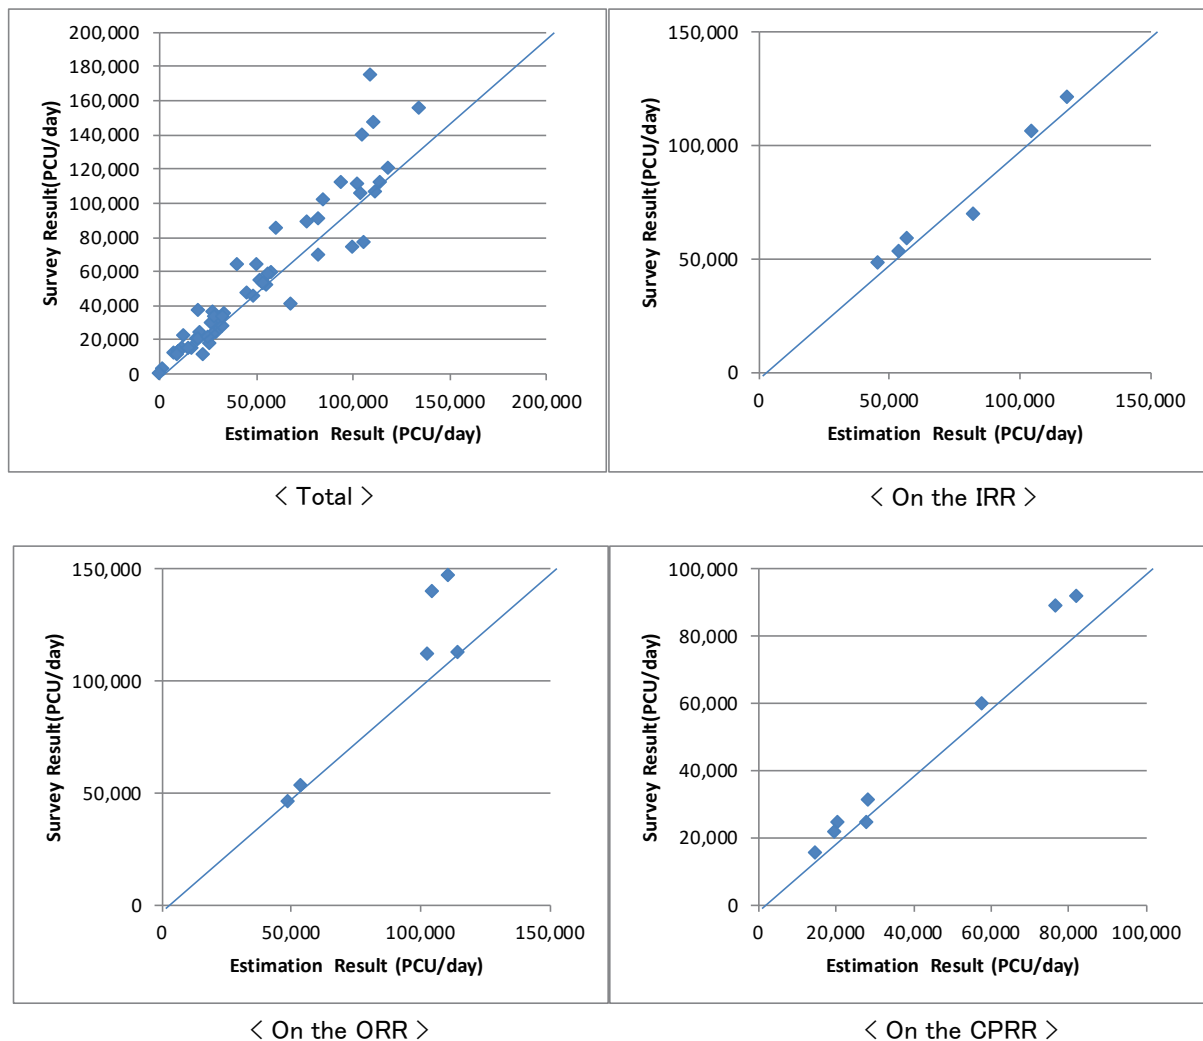 200,000
180,000
160,000
140,000
120,000
100,000
80,000
60,000
40,000
20,000
0
0 50,000 100,000 150,000 200,000
Survey Result(PCU/day)
Estimation Result (PCU/day)
< Total >
150,000
100,000
50,000
0
0 50,000 100,000 150,000
Survey Result(PCU/day)
Estimation Result (PCU/day)
< On the IRR >
150,000
100,000
50,000
0
0 50,000 100,000 150,000
Survey Result(PCU/day)
Estimation Result (PCU/day)
< On the ORR >
100,000
80,000
60,000
40,000
20,000
0
0 20,000 40,000 60,000 80,000 100,000
Survey Result(PCU/day)
Estimation Result (PCU/day)
< On the CPRR >